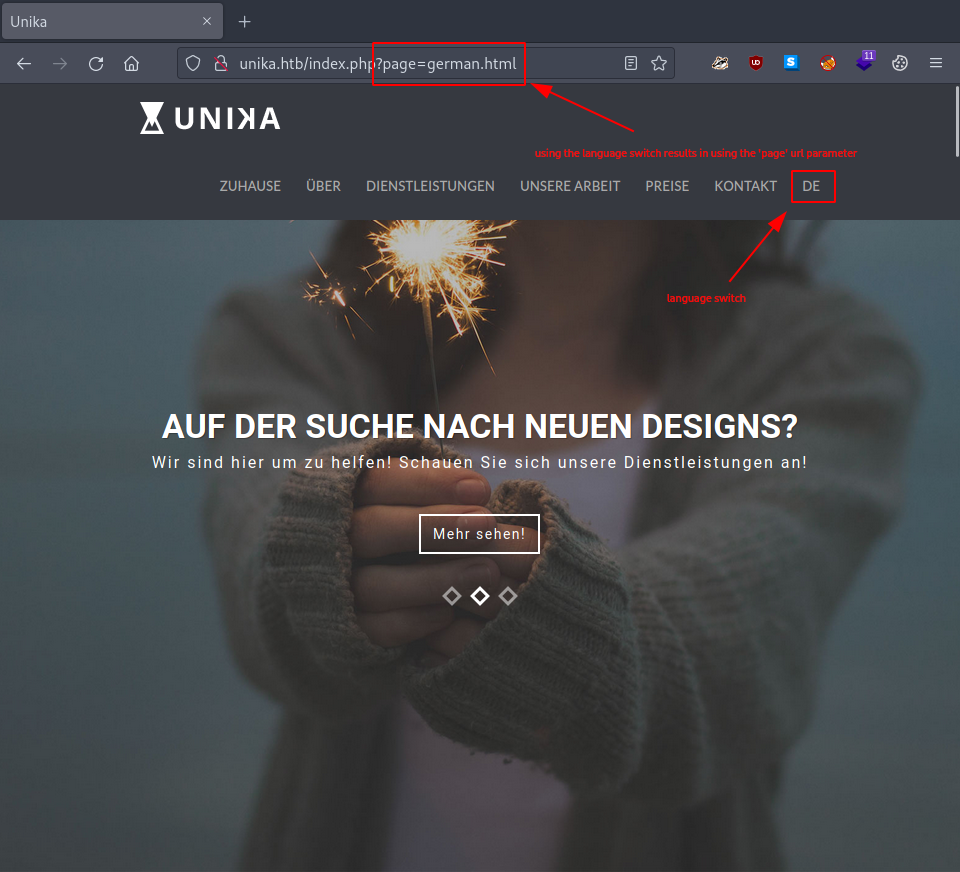 Unika
unika.htb/index.php?page=german.html
11
UNIKA
using the language switch results in using the 'page' url parameter
ZUHAUSE ÜBER DIENSTLEISTUNGEN UNSERE ARBEIT PREISE KONTAKT DE
language switch
AUF DER SUCHE NACH NEUEN DESIGNS?
Wir sind hier um zu helfen! Schauen Sie sich unsere Dienstleistungen an!
Mehr sehen!